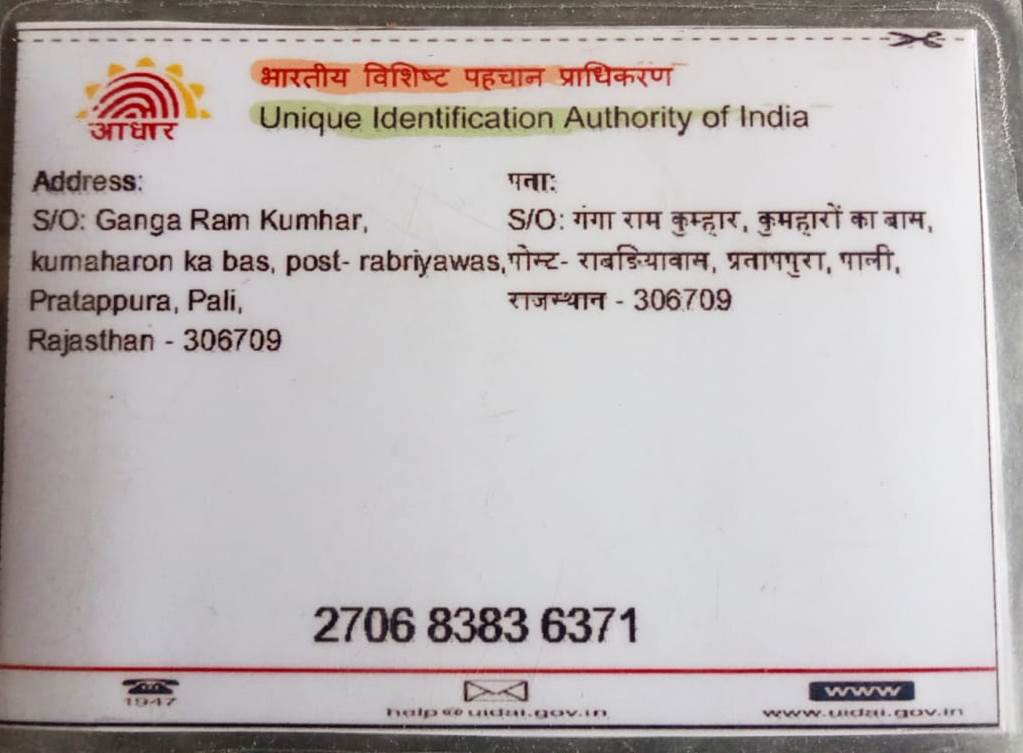 भारतीय विशिष्ट पहचान प्राधिकरण
Unique Identification Authority of India
आधार
Address:
S/O: Ganga Ram Kumhar,
kumaharon ka bas, post- rabriyawas,
Pratappura, Pali,
Rajasthan - 306709
पता:
S/O: गंगा राम कुम्हार, कुमहारों का बास,
पोस्ट- राबड़ियावास, प्रतापपुरा, पाली,
राजस्थान - 306709
2706 8383 6371
1947
help@uidai.gov.in
www
www.uidai.gov.in